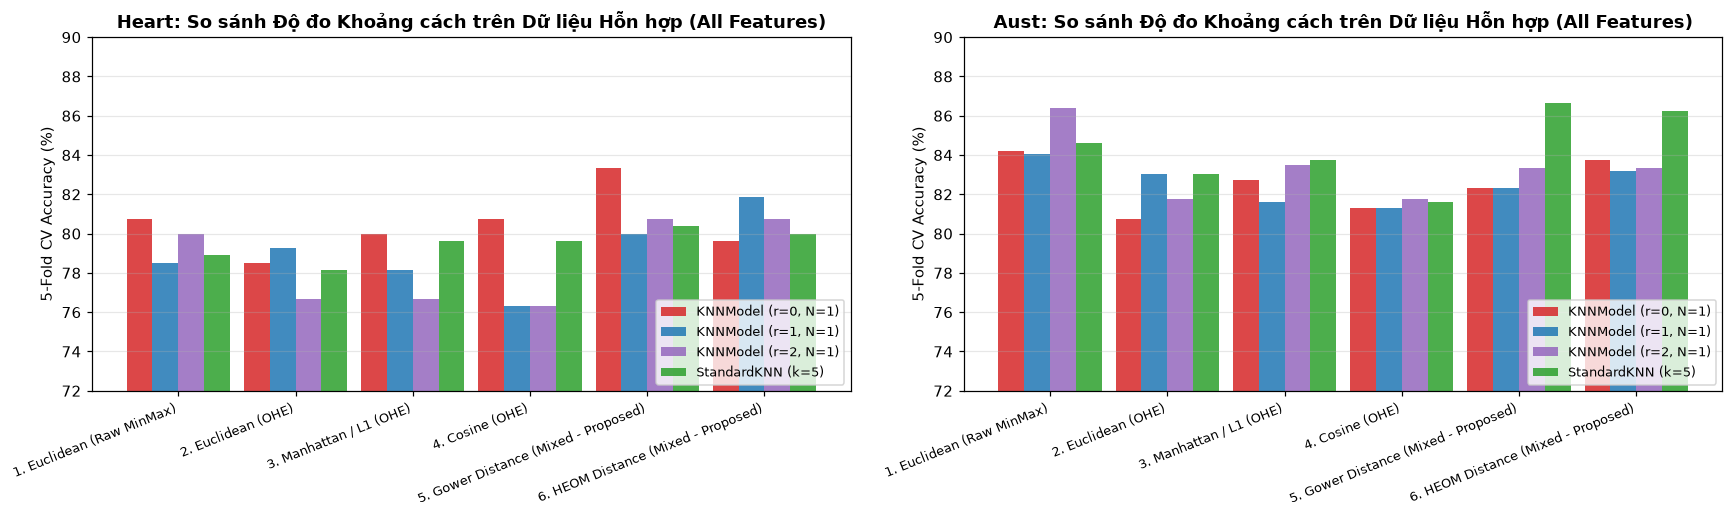 Heart: So sánh Độ đo Khoảng cách trên Dữ liệu Hỗn hợp (All Features)
5-Fold CV Accuracy (%)
90
88
86
84
82
80
78
76
74
72
1. Euclidean (Raw MinMax)
2. Euclidean (OHE)
3. Manhattan / L1 (OHE)
4. Cosine (OHE)
5. Gower Distance (Mixed - Proposed)
6. HEOM Distance (Mixed - Proposed)
KNNModel (r=0, N=1)
KNNModel (r=1, N=1)
KNNModel (r=2, N=1)
StandardKNN (k=5)
Aust: So sánh Độ đo Khoảng cách trên Dữ liệu Hỗn hợp (All Features)
5-Fold CV Accuracy (%)
90
88
86
84
82
80
78
76
74
72
1. Euclidean (Raw MinMax)
2. Euclidean (OHE)
3. Manhattan / L1 (OHE)
4. Cosine (OHE)
5. Gower Distance (Mixed - Proposed)
6. HEOM Distance (Mixed - Proposed)
KNNModel (r=0, N=1)
KNNModel (r=1, N=1)
KNNModel (r=2, N=1)
StandardKNN (k=5)